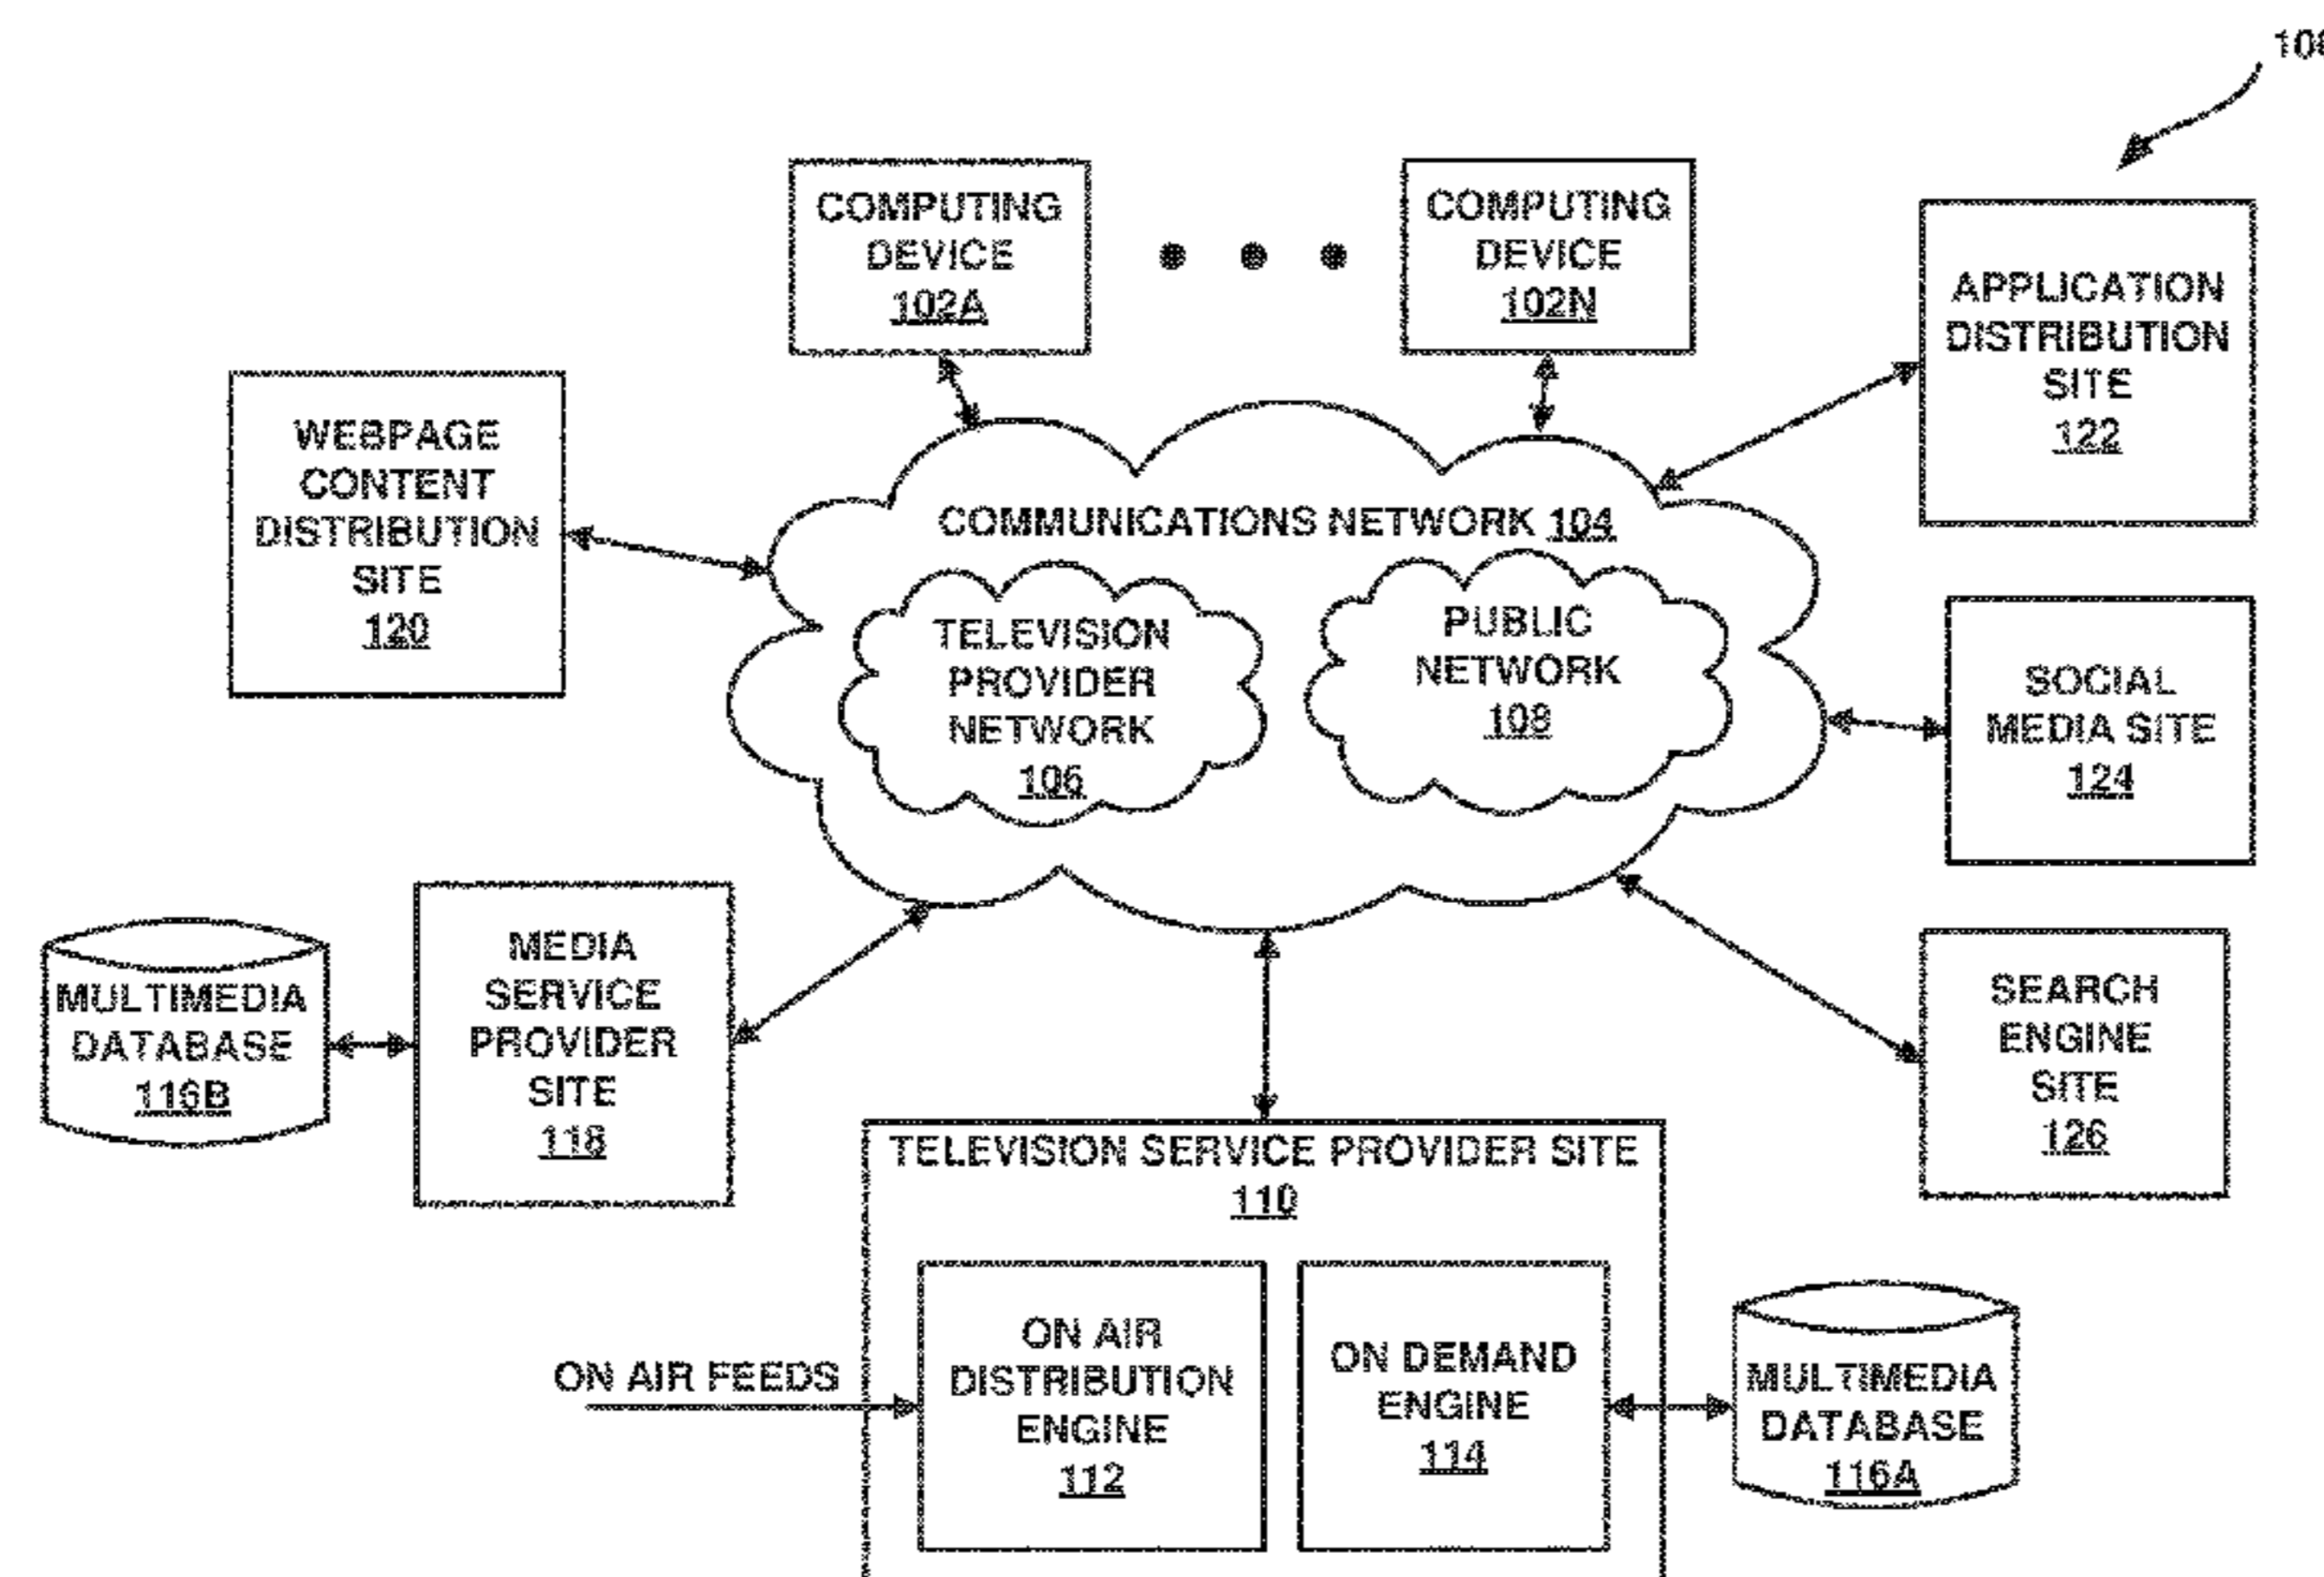 100
COMPUTING
DEVICE
102A
COMPUTING
DEVICE
102N
APPLICATION
DISTRIBUTION
SITE
122
WEBPAGE
CONTENT
DISTRIBUTION
SITE
120
COMMUNICATIONS NETWORK 104
TELEVISION
PROVIDER
NETWORK
106
PUBLIC
NETWORK
108
SOCIAL
MEDIA SITE
124
MULTIMEDIA
DATABASE
116B
MEDIA
SERVICE
PROVIDER
SITE
118
SEARCH
ENGINE
SITE
126
TELEVISION SERVICE PROVIDER SITE
110
ON AIR FEEDS
ON AIR
DISTRIBUTION
ENGINE
112
ON DEMAND
ENGINE
114
MULTIMEDIA
DATABASE
116A